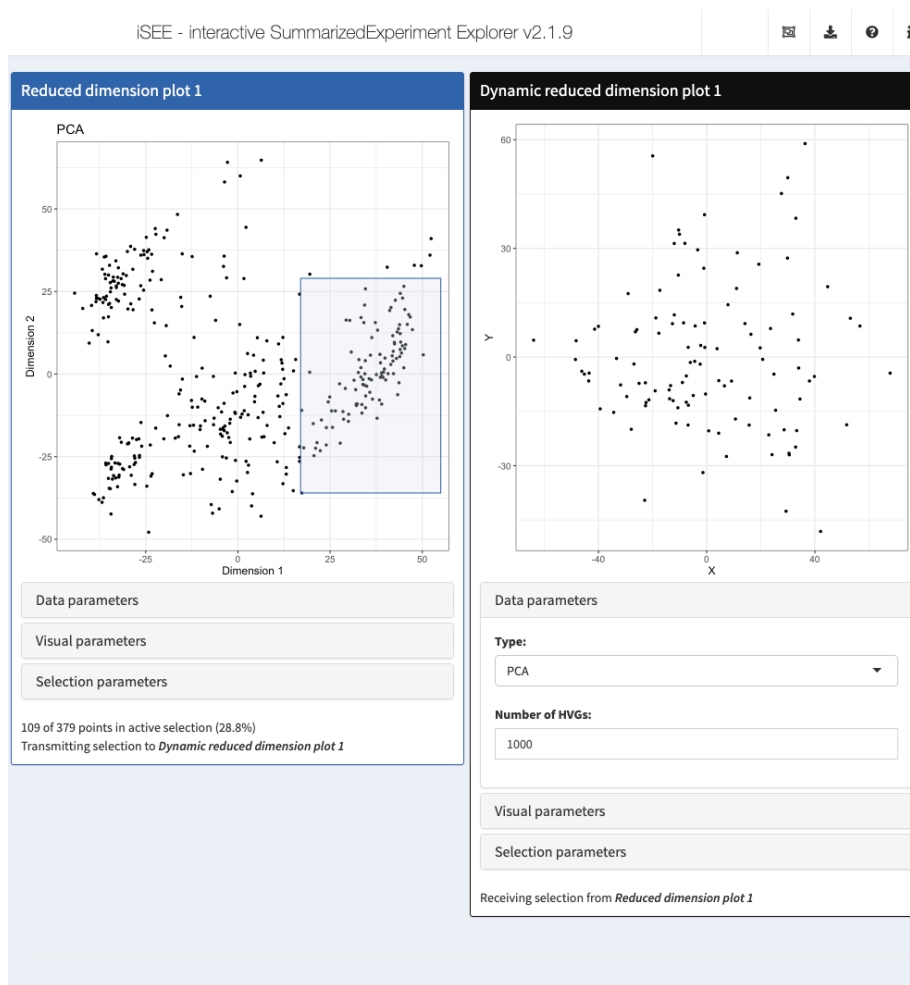 iSEE - interactive SummarizedExperiment Explorer v2.1.9
Reduced dimension plot 1
PCA
50
25
0
-25
-50
Dimension 2
-25
0
25
50
Dimension 1
Data parameters
Visual parameters
Selection parameters
109 of 379 points in active selection (28.8%)
Transmitting selection to Dynamic reduced dimension plot 1
Dynamic reduced dimension plot 1
60
30
0
-30
Y
-40
0
40
X
Data parameters
Type:
PCA
Number of HVGs:
1000
Visual parameters
Selection parameters
Receiving selection from Reduced dimension plot 1